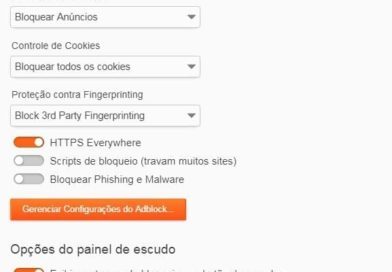 Bloquear Anúncios
Controle de Cookies
Bloquear todos os cookies
Proteção contra Fingerprinting
Block 3rd Party Fingerprinting
HTTPS Everywhere
Scripts de bloqueio (travam muitos sites)
Bloquear Phishing e Malware
Gerenciar Configurações do Adblock...
Opções do painel de escudo